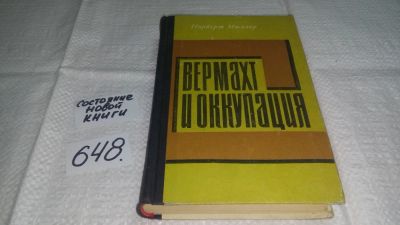 Норберт Мюллер
ВЕРМАХТ
И ОККУПАЦИЯ
состояние
новой
книги
648.